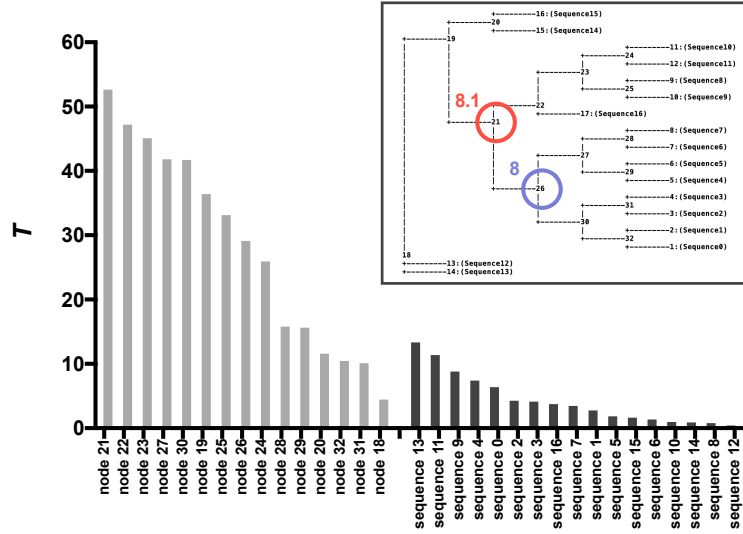 T
60
50
40
30
20
10
0
node 21
node 22
node 23
node 27
node 30
node 19
node 25
node 26
node 24
node 28
node 29
node 20
node 32
node 31
node 18
sequence 13
sequence 11
sequence 9
sequence 4
sequence 0
sequence 2
sequence 3
sequence 16
sequence 7
sequence 1
sequence 5
sequence 15
sequence 6
sequence 10
sequence 14
sequence 8
sequence 12
+---------16:(Sequence15)
+---------20
+---------15:(Sequence14)
+---------19
+---------11:(Sequence10)
+---------24
+---------12:(Sequence11)
+---------23
+---------9:(Sequence8)
+---------25
+---------10:(Sequence9)
8.1
+---------22
+---------17:(Sequence16)
+---------21
+---------8:(Sequence7)
+---------28
+---------7:(Sequence6)
+---------27
+---------6:(Sequence5)
8
+---------29
+---------5:(Sequence4)
+---------26
+---------4:(Sequence3)
+---------31
+---------3:(Sequence2)
+---------30
+---------2:(Sequence1)
+---------32
+---------1:(Sequence0)
18
+---------13:(Sequence12)
+---------14:(Sequence13)